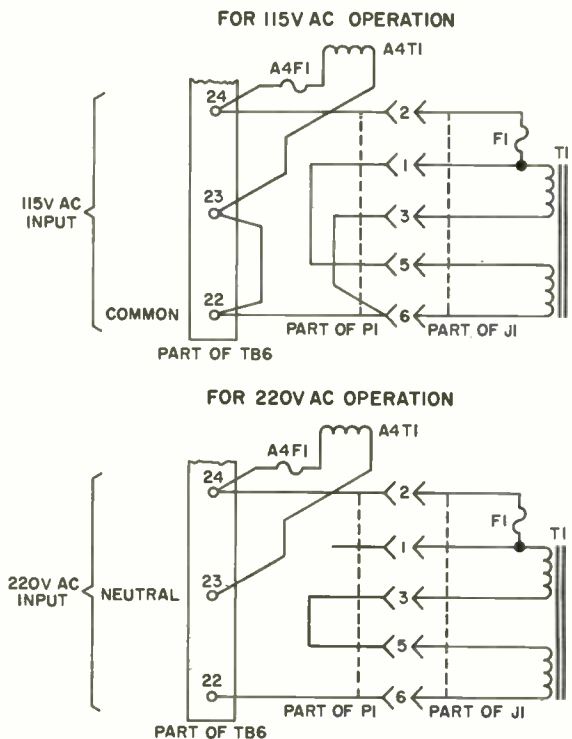 FOR 115V AC OPERATION
A4T1
A4F1
24
2
F1
T1
1
115V AC
INPUT
23
3
5
COMMON
22
6
PART OF P1
PART OF J1
PART OF TB6
FOR 220V AC OPERATION
A4T1
A4F1
24
2
F1
T1
1
220V AC
INPUT
NEUTRAL
23
3
5
22
6
PART OF P1
PART OF J1
PART OF TB6